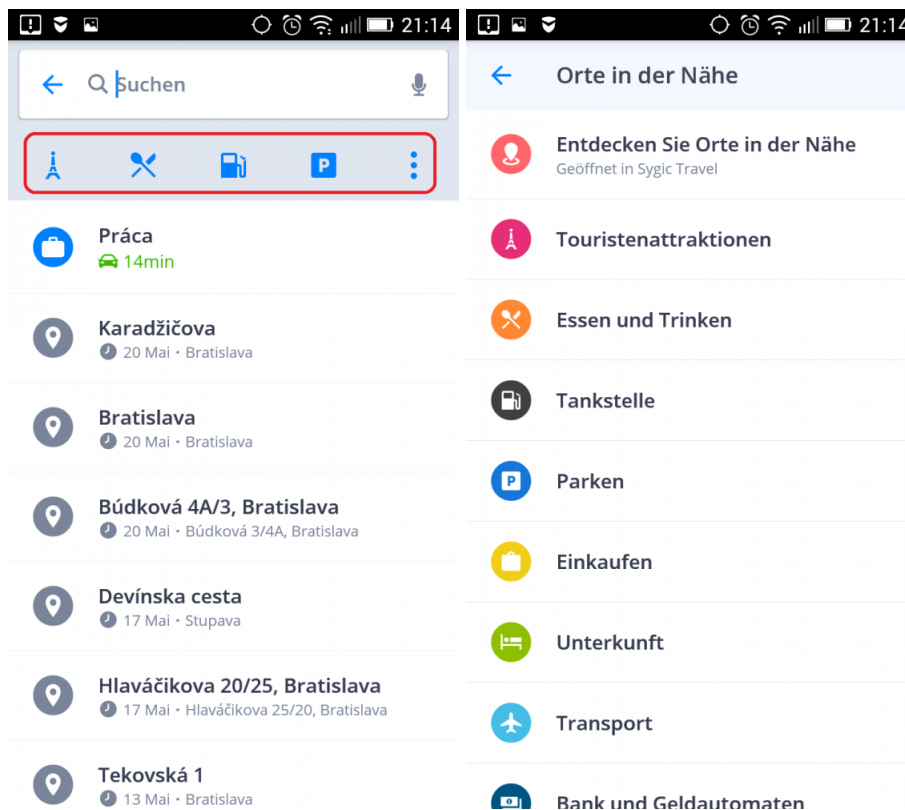 21:14
Suchen
P
Práca
14min
Karadžičova
20 Mai • Bratislava
Bratislava
20 Mai • Bratislava
Búdková 4A/3, Bratislava
20 Mai • Búdková 3/4A, Bratislava
Devínska cesta
17 Mai • Stupava
Hlaváčikova 20/25, Bratislava
17 Mai • Hlaváčikova 25/20, Bratislava
Tekovská 1
13 Mai • Bratislava
21:14
Orte in der Nähe
Entdecken Sie Orte in der Nähe
Geöffnet in Sygic Travel
Touristenattraktionen
Essen und Trinken
Tankstelle
P
Parken
Einkaufen
Unterkunft
Transport
Bank und Geldautomaten